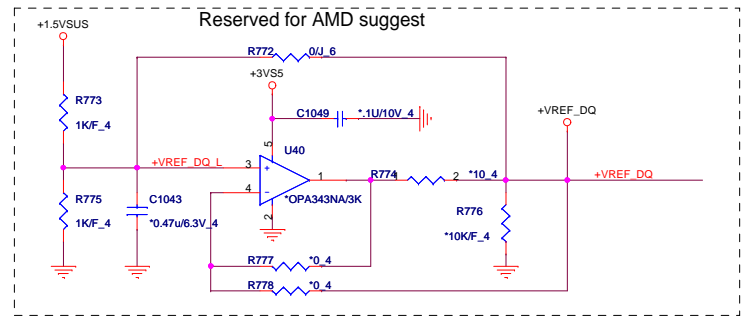 Reserved for AMD suggest
+1.5VSUS
R772 0/J_6
+3VS5
R773
1K/F_4
C1049 *.1U/10V_4
+VREF_DQ
5
U40
+VREF_DQ_L 3 + 1 R774 1 2 *10_4 +VREF_DQ
4 -
R775
1K/F_4
C1043
*0.47u/6.3V_4
*OPA343NA/3K
2
R776
*10K/F_4
R777 *0_4
R778 *0_4